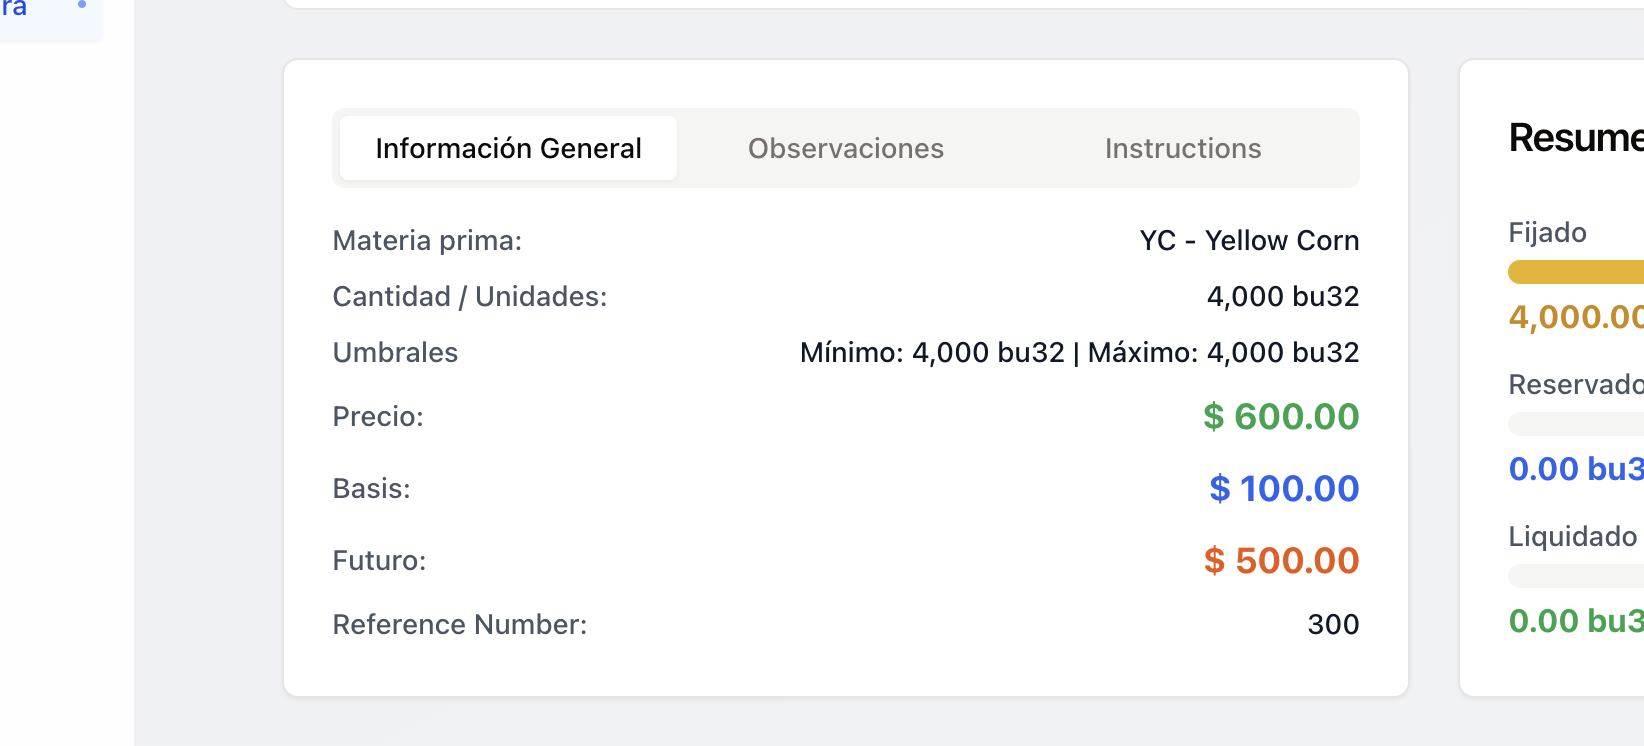 ra
Información General
Observaciones
Instructions
Materia prima:
YC - Yellow Corn
Cantidad / Unidades:
4,000 bu32
Umbrales
Mínimo: 4,000 bu32 | Máximo: 4,000 bu32
Precio:
$ 600.00
Basis:
$ 100.00
Futuro:
$ 500.00
Reference Number:
300
Resume
Fijado
4,000.00
Reservado
0.00 bu3
Liquidado
0.00 bu3